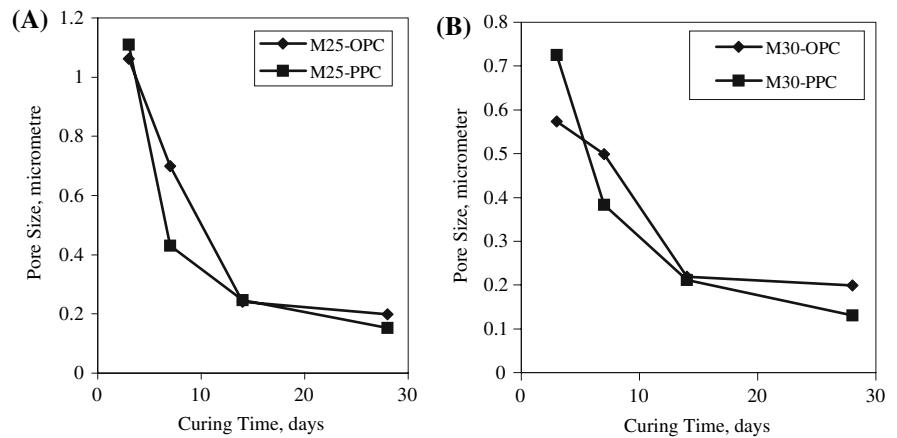 (A)
1.2
1
0.8
0.6
0.4
0.2
0
0 10 20 30
Pore Size, micrometre
Curing Time, days
M25-OPC
M25-PPC
(B)
0.8
0.7
0.6
0.5
0.4
0.3
0.2
0.1
0
0 10 20 30
Pore Size, micrometer
Curing Time, days
M30-OPC
M30-PPC